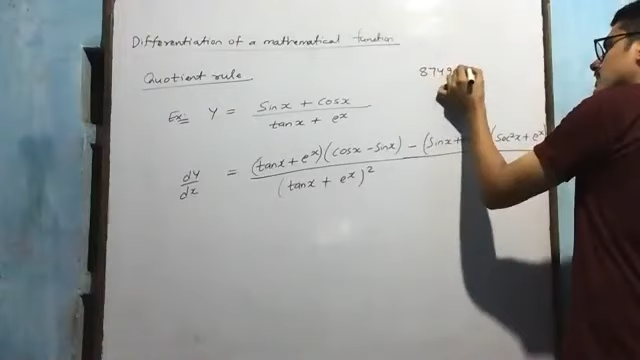 Differentiation of a mathematical function
Quotient rule
874
Ex: Y = Sinx + Cosx / tanx + e^x
dY/dx = (tanx + e^x)(Cosx - Sinx) - (Sinx + (Sec²x + e^x) / (tanx + e^x)²